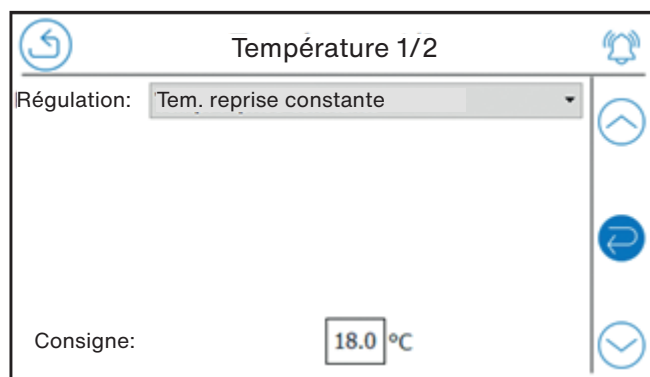 Température 1/2
Régulation: Tem. reprise constante
Consigne: 18.0 °C